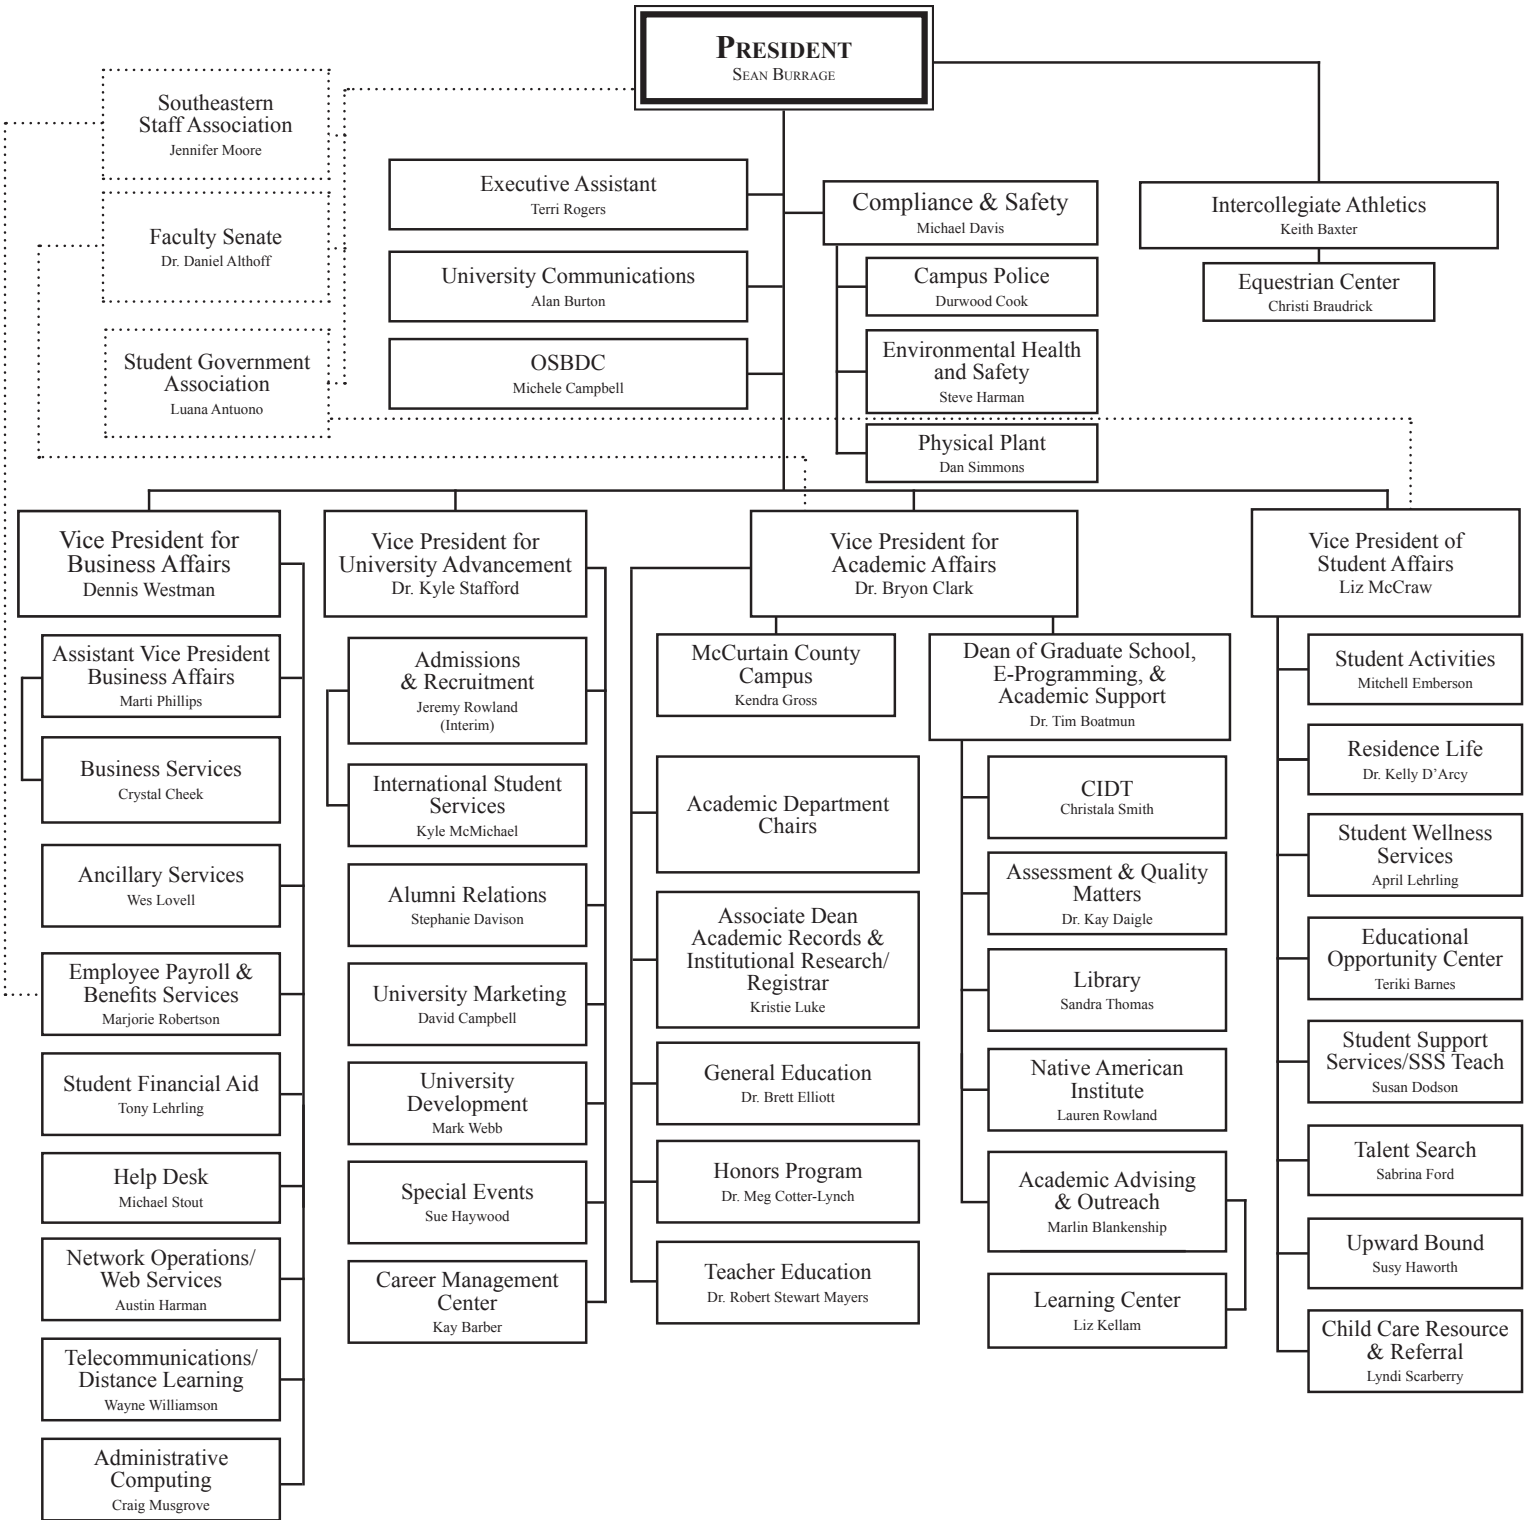 PRESIDENT
SEAN BURRAGE
Southeastern
Staff Association
Jennifer Moore
Faculty Senate
Dr. Daniel Althoff
Student Government
Association
Luana Antuono
Executive Assistant
Terri Rogers
University Communications
Alan Burton
OSBDC
Michele Campbell
Compliance & Safety
Michael Davis
Campus Police
Durwood Cook
Environmental Health
and Safety
Steve Harman
Physical Plant
Dan Simmons
Intercollegiate Athletics
Keith Baxter
Equestrian Center
Christi Braudrick
Vice President for
Business Affairs
Dennis Westman
Assistant Vice President
Business Affairs
Marti Phillips
Business Services
Crystal Cheek
Ancillary Services
Wes Lovell
Employee Payroll &
Benefits Services
Marjorie Robertson
Student Financial Aid
Tony Lehrling
Help Desk
Michael Stout
Network Operations/
Web Services
Austin Harman
Telecommunications/
Distance Learning
Wayne Williamson
Administrative
Computing
Craig Musgrove
Vice President for
University Advancement
Dr. Kyle Stafford
Admissions
& Recruitment
Jeremy Rowland
(Interim)
International Student
Services
Kyle McMichael
Alumni Relations
Stephanie Davison
University Marketing
David Campbell
University
Development
Mark Webb
Special Events
Sue Haywood
Career Management
Center
Kay Barber
Vice President for
Academic Affairs
Dr. Bryon Clark
McCurtain County
Campus
Kendra Gross
Academic Department
Chairs
Associate Dean
Academic Records &
Institutional Research/
Registrar
Kristie Luke
General Education
Dr. Brett Elliott
Honors Program
Dr. Meg Cotter-Lynch
Teacher Education
Dr. Robert Stewart Mayers
Dean of Graduate School,
E-Programming, &
Academic Support
Dr. Tim Boatmun
CIDT
Christala Smith
Assessment & Quality
Matters
Dr. Kay Daigle
Library
Sandra Thomas
Native American
Institute
Lauren Rowland
Academic Advising
& Outreach
Marlin Blankenship
Learning Center
Liz Kellam
Vice President of
Student Affairs
Liz McCraw
Student Activities
Mitchell Emberson
Residence Life
Dr. Kelly D’Arcy
Student Wellness
Services
April Lehrling
Educational
Opportunity Center
Teriki Barnes
Student Support
Services/SSS Teach
Susan Dodson
Talent Search
Sabrina Ford
Upward Bound
Susy Haworth
Child Care Resource
& Referral
Lyndi Scarberry